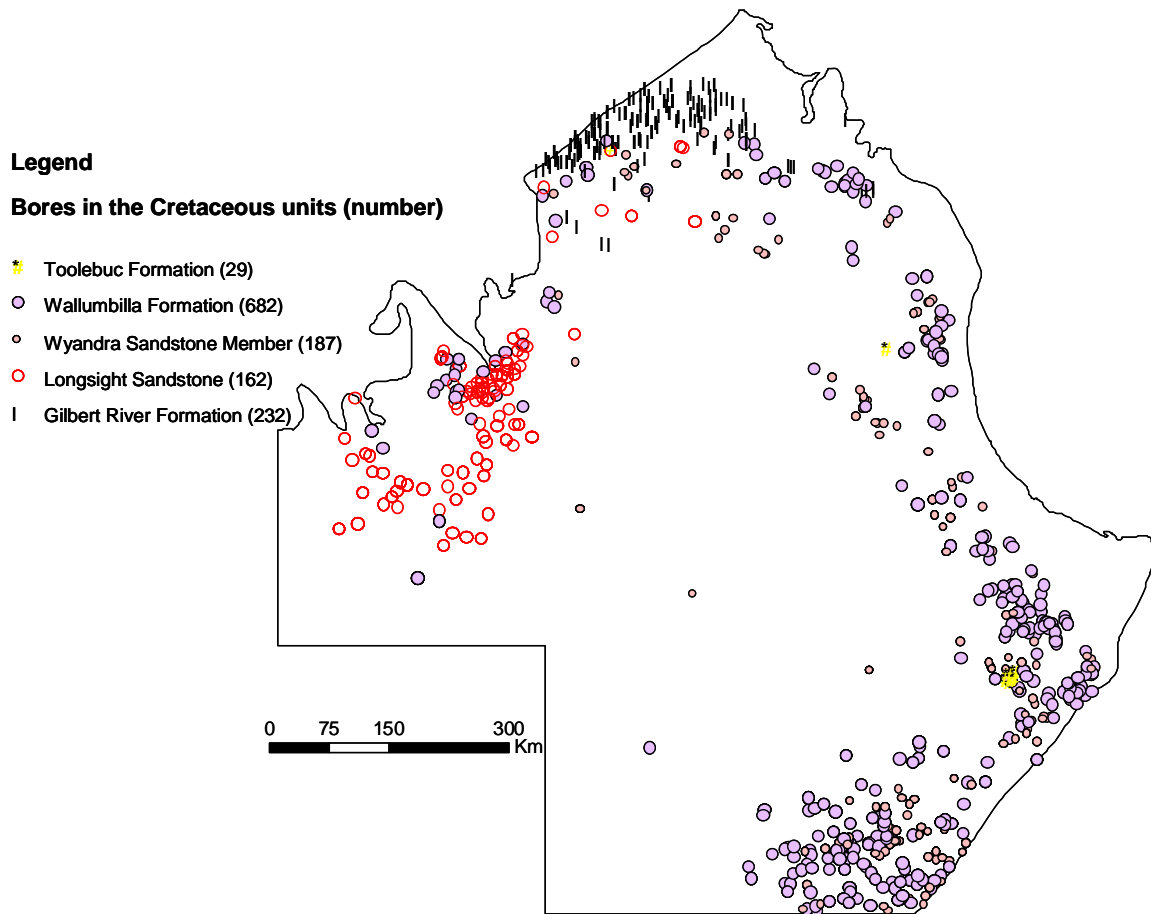 Legend
Bores in the Cretaceous units (number)
Toolebuc Formation (29)
Wallumbilla Formation (682)
Wyandra Sandstone Member (187)
Longsight Sandstone (162)
Gilbert River Formation (232)
0 75 150 300
Km